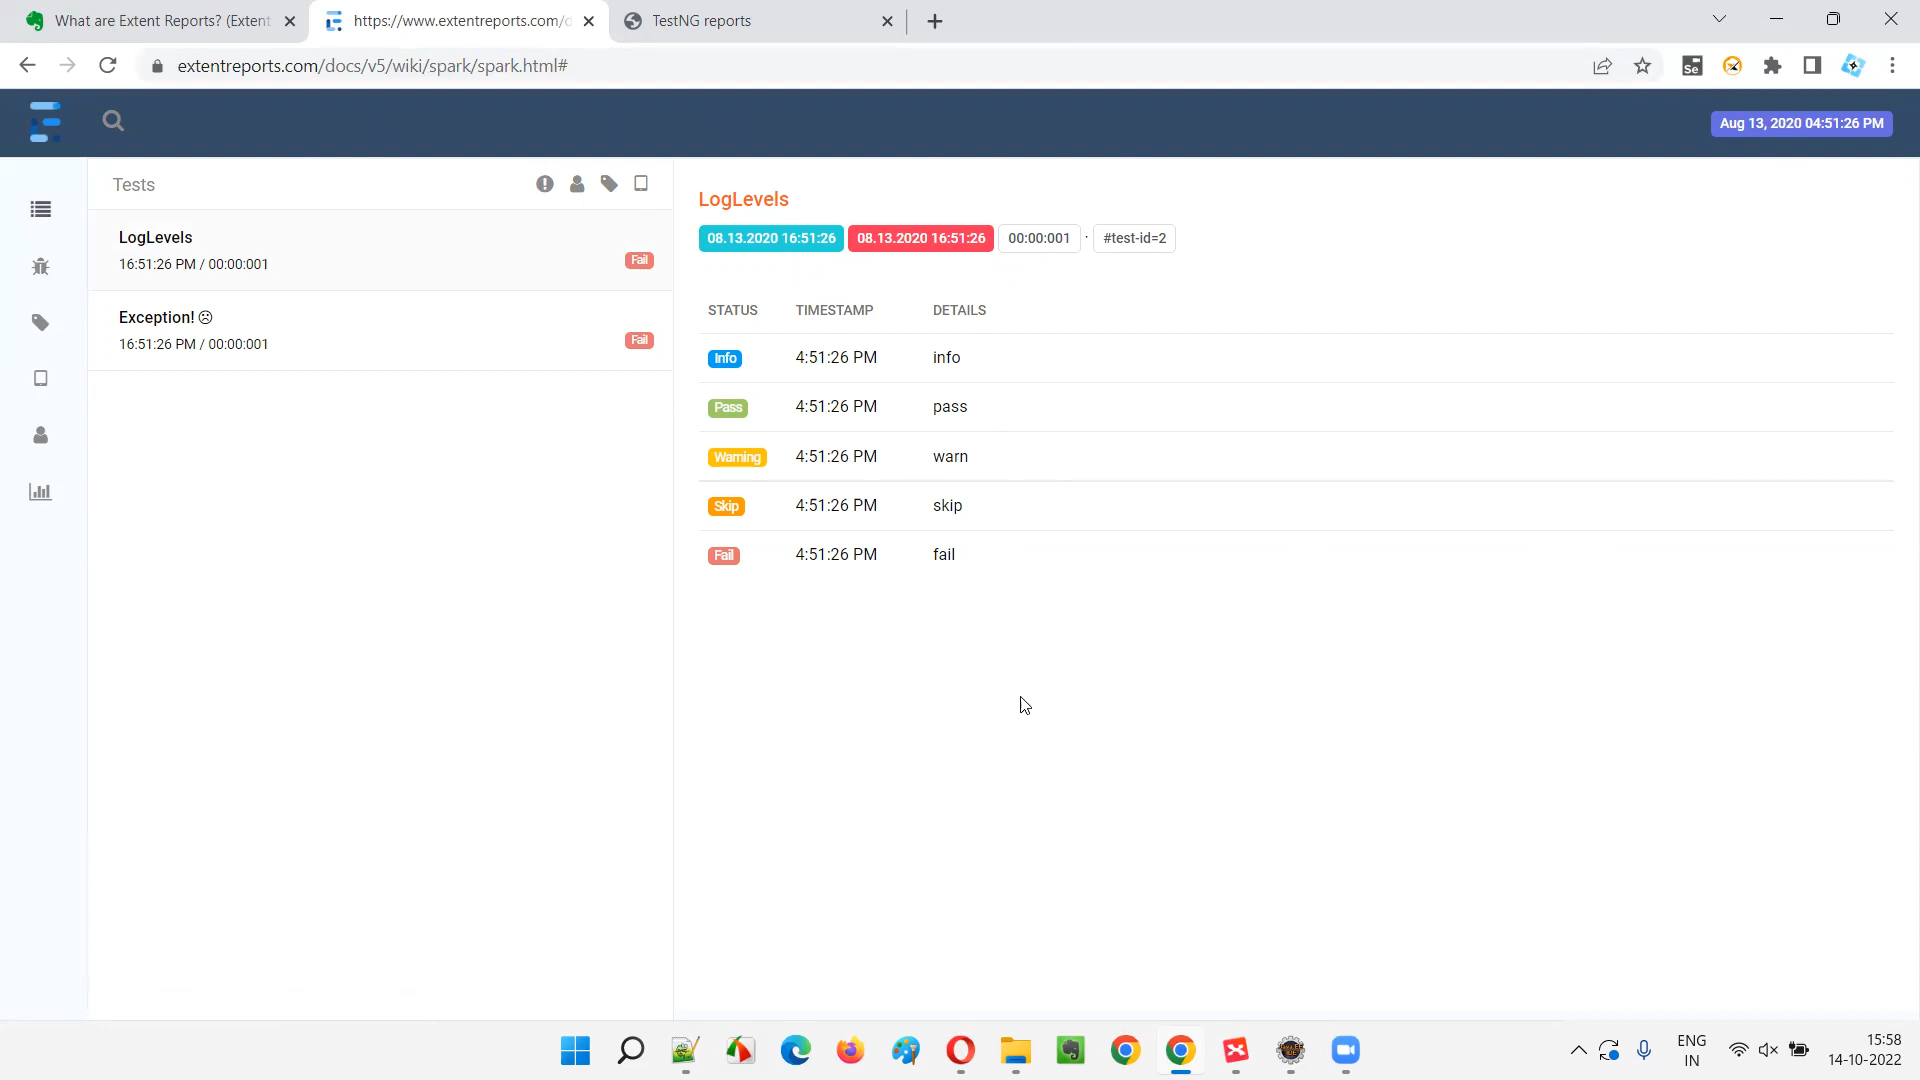 What are Extent Reports? (Extent
https://www.extentreports.com/d
TestNG reports
extentreports.com/docs/v5/wiki/spark/spark.html#
Se
Aug 13, 2020 04:51:26 PM
Tests
LogLevels
16:51:26 PM / 00:00:001
Fail
Exception! ☹
16:51:26 PM / 00:00:001
Fail
LogLevels
08.13.2020 16:51:26 08.13.2020 16:51:26 00:00:001 · #test-id=2
STATUS TIMESTAMP DETAILS
Info 4:51:26 PM info
Pass 4:51:26 PM pass
Warning 4:51:26 PM warn
Skip 4:51:26 PM skip
Fail 4:51:26 PM fail
ENG
IN
15:58
14-10-2022